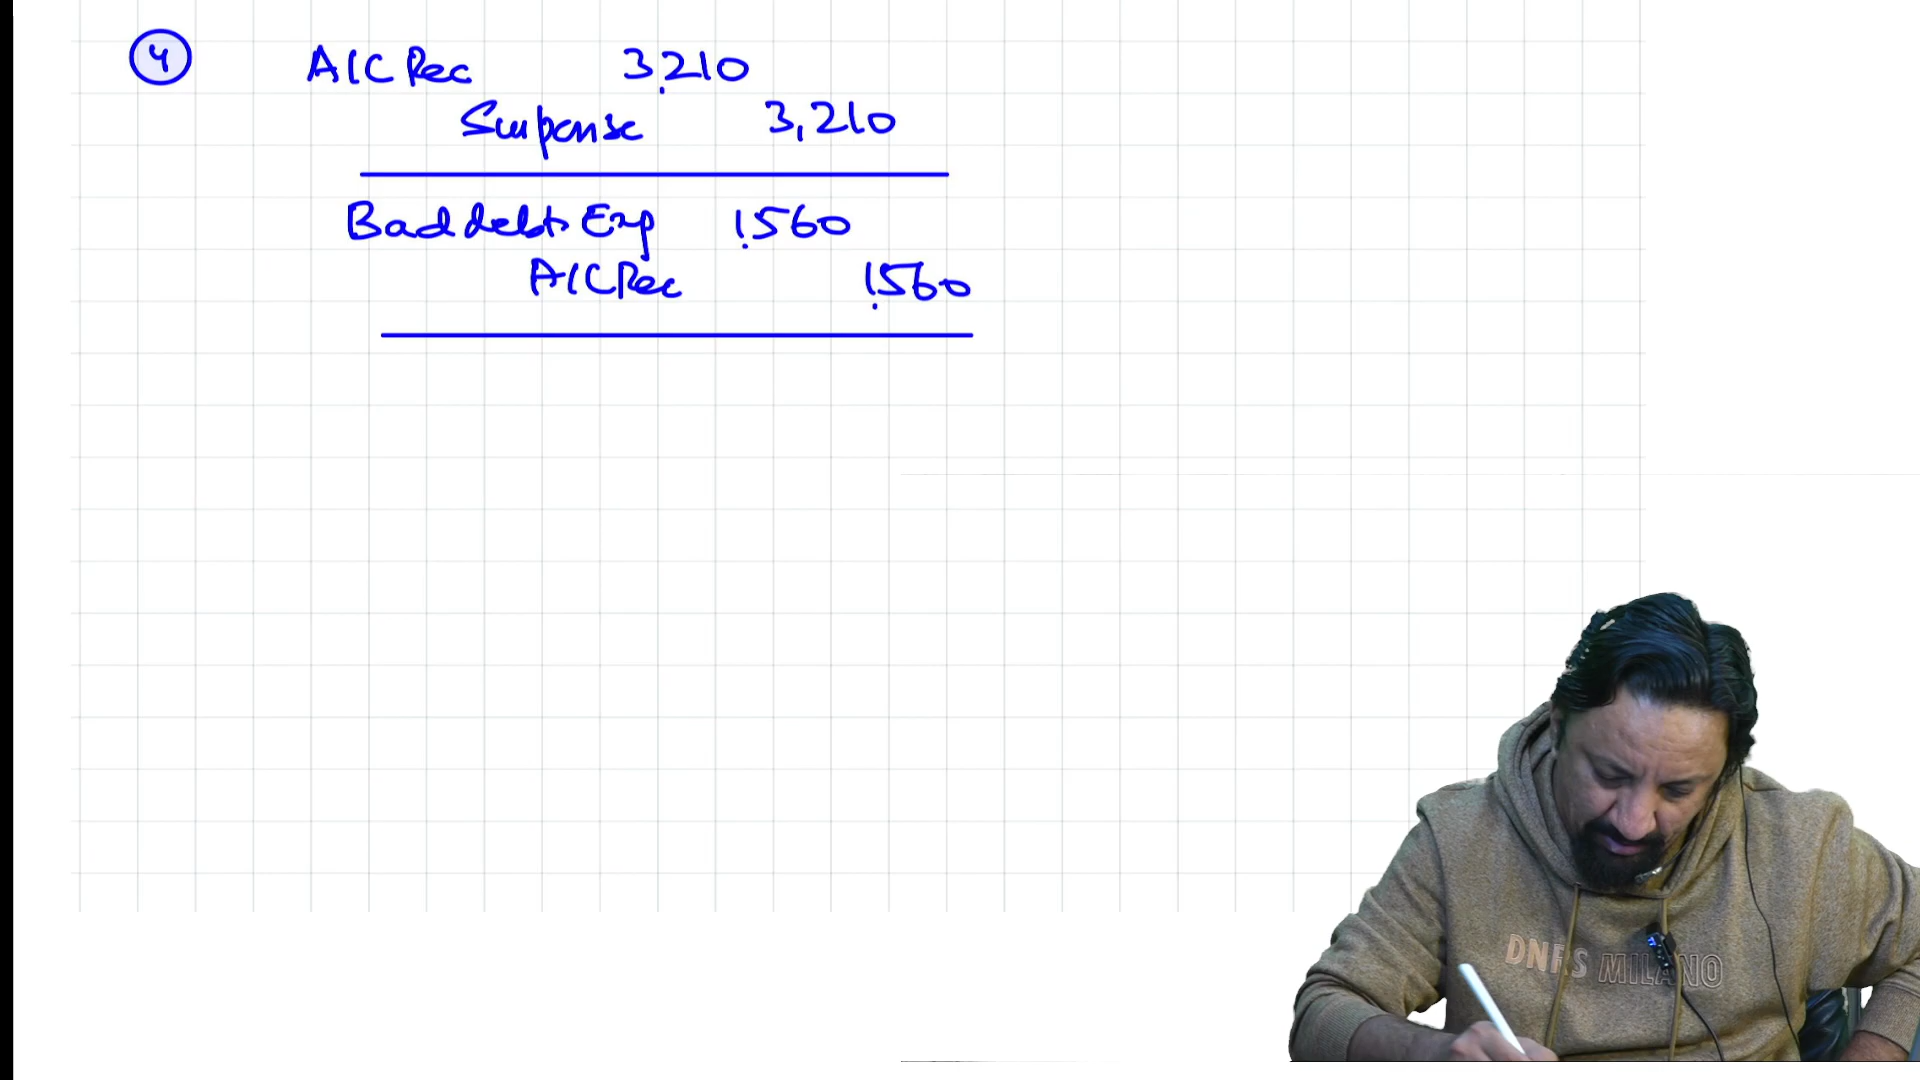 4
A/C Rec 3,210
Suspense 3,210
Bad debts Exp 1,560
A/C Rec 1,560
DNRS MILANO